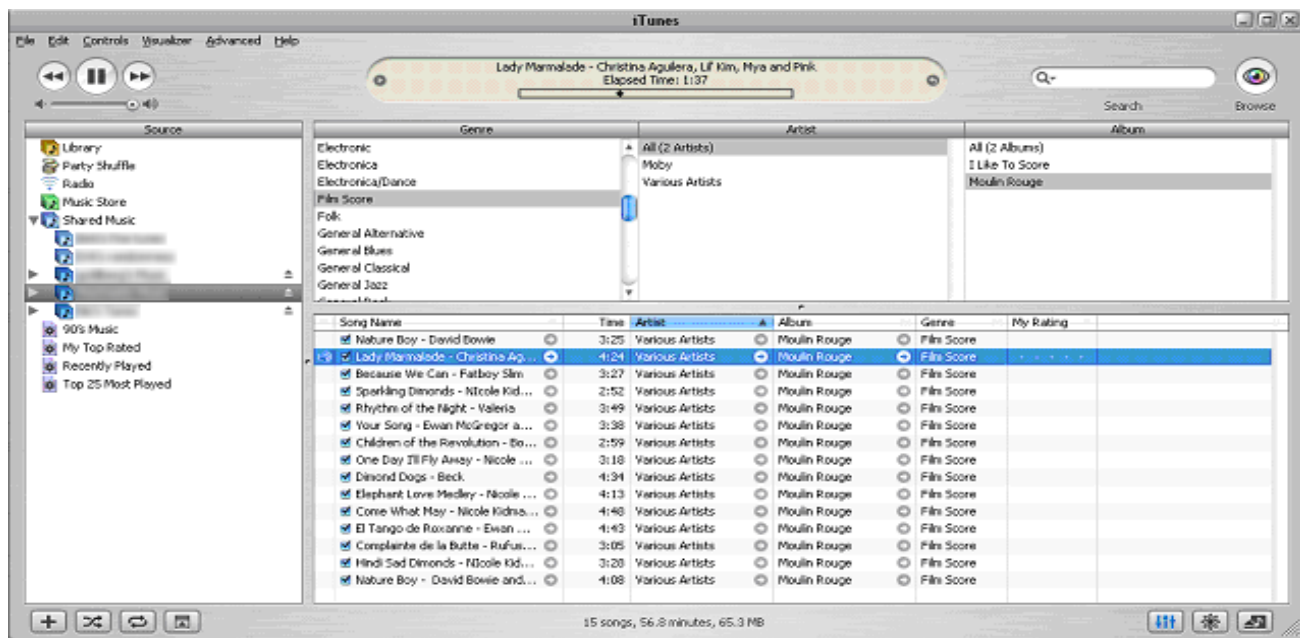 iTunes
File Edit Controls Visualizer Advanced Help
Lady Marmalade - Christina Aguilera, Lil' Kim, Mya and Pink
Elapsed Time: 1:37
Search
Browse
Source
Library
Party Shuffle
Radio
Music Store
Shared Music
90's Music
My Top Rated
Recently Played
Top 25 Most Played
Genre Artist Album
Electronic All (2 Artists) All (2 Albums)
Electronica Moby I Like To Score
Electronica/Dance Various Artists Moulin Rouge
Film Score
Folk
General Alternative
General Blues
General Classical
General Jazz
Song Name Time Artist Album Genre My Rating
Nature Boy - David Bowie 3:25 Various Artists Moulin Rouge Film Score
Lady Marmalade - Christina Ag... 4:24 Various Artists Moulin Rouge Film Score
Because We Can - Fatboy Slim 3:27 Various Artists Moulin Rouge Film Score
Sparkling Dimonds - NIcole Kid... 2:52 Various Artists Moulin Rouge Film Score
Rhythm of the Night - Valeria 3:49 Various Artists Moulin Rouge Film Score
Your Song - Ewan McGregor a... 3:38 Various Artists Moulin Rouge Film Score
Children of the Revolution - Bo... 2:59 Various Artists Moulin Rouge Film Score
One Day I'll Fly Away - Nicole ... 3:18 Various Artists Moulin Rouge Film Score
Dimond Dogs - Beck 4:34 Various Artists Moulin Rouge Film Score
Elephant Love Medley - Nicole ... 4:13 Various Artists Moulin Rouge Film Score
Come What May - Nicole Kidma... 4:48 Various Artists Moulin Rouge Film Score
El Tango de Roxanne - Ewan ... 4:43 Various Artists Moulin Rouge Film Score
Complainte de la Butte - Rufus... 3:05 Various Artists Moulin Rouge Film Score
Hindi Sad Dimonds - NIcole Kid... 3:28 Various Artists Moulin Rouge Film Score
Nature Boy - David Bowie and... 4:08 Various Artists Moulin Rouge Film Score
15 songs, 56.8 minutes, 65.3 MB